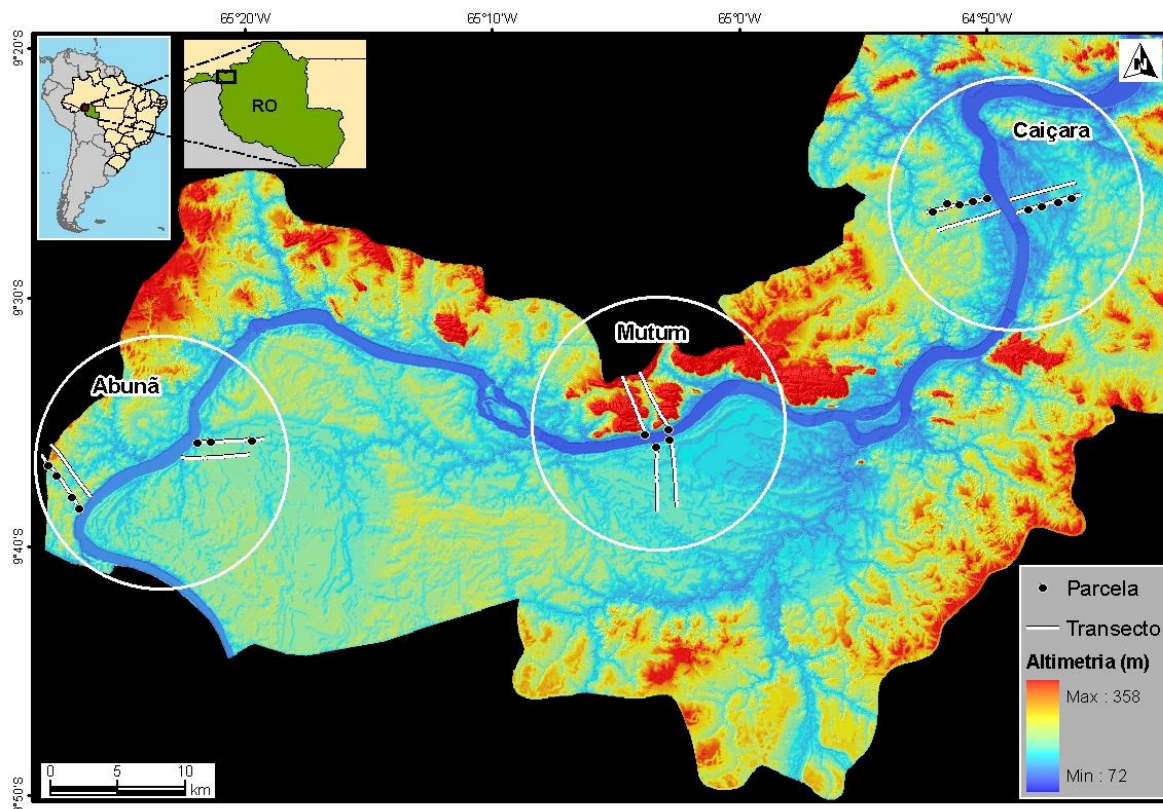 65°20'W
65°10'W
65°0'W
64°50'W
9°20'S
9°30'S
9°40'S
9°50'S
RO
N
Caiçara
Mutum
Abunã
Parcela
Transecto
Altimetria (m)
Max : 358
Min : 72
0 5 10
km